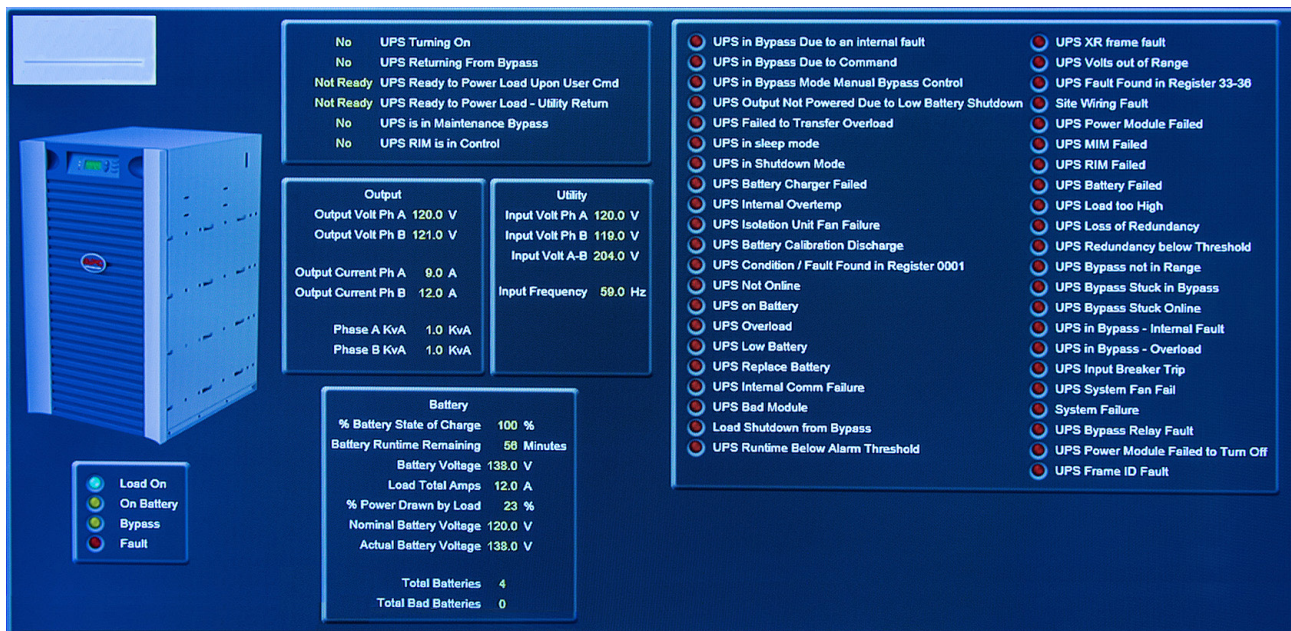 No UPS Turning On
No UPS Returning From Bypass
Not Ready UPS Ready to Power Load Upon User Cmd
Not Ready UPS Ready to Power Load - Utility Return
No UPS is in Maintenance Bypass
No UPS RIM is in Control
Output
Output Volt Ph A 120.0 V
Output Volt Ph B 121.0 V
Output Current Ph A 9.0 A
Output Current Ph B 12.0 A
Phase A KvA 1.0 KvA
Phase B KvA 1.0 KvA
Utility
Input Volt Ph A 120.0 V
Input Volt Ph B 119.0 V
Input Volt A-B 204.0 V
Input Frequency 59.0 Hz
Battery
% Battery State of Charge 100 %
Battery Runtime Remaining 56 Minutes
Battery Voltage 138.0 V
Load Total Amps 12.0 A
% Power Drawn by Load 23 %
Nominal Battery Voltage 120.0 V
Actual Battery Voltage 138.0 V
Total Batteries 4
Total Bad Batteries 0
APC
Load On
On Battery
Bypass
Fault
UPS in Bypass Due to an internal fault
UPS in Bypass Due to Command
UPS in Bypass Mode Manual Bypass Control
UPS Output Not Powered Due to Low Battery Shutdown
UPS Failed to Transfer Overload
UPS in sleep mode
UPS in Shutdown Mode
UPS Battery Charger Failed
UPS Internal Overtemp
UPS Isolation Unit Fan Failure
UPS Battery Calibration Discharge
UPS Condition / Fault Found in Register 0001
UPS Not Online
UPS on Battery
UPS Overload
UPS Low Battery
UPS Replace Battery
UPS Internal Comm Failure
UPS Bad Module
Load Shutdown from Bypass
UPS Runtime Below Alarm Threshold
UPS XR frame fault
UPS Volts out of Range
UPS Fault Found in Register 33-36
Site Wiring Fault
UPS Power Module Failed
UPS MIM Failed
UPS RIM Failed
UPS Battery Failed
UPS Load too High
UPS Loss of Redundancy
UPS Redundancy below Threshold
UPS Bypass not in Range
UPS Bypass Stuck in Bypass
UPS Bypass Stuck Online
UPS in Bypass - Internal Fault
UPS in Bypass - Overload
UPS Input Breaker Trip
UPS System Fan Fail
System Failure
UPS Bypass Relay Fault
UPS Power Module Failed to Turn Off
UPS Frame ID Fault